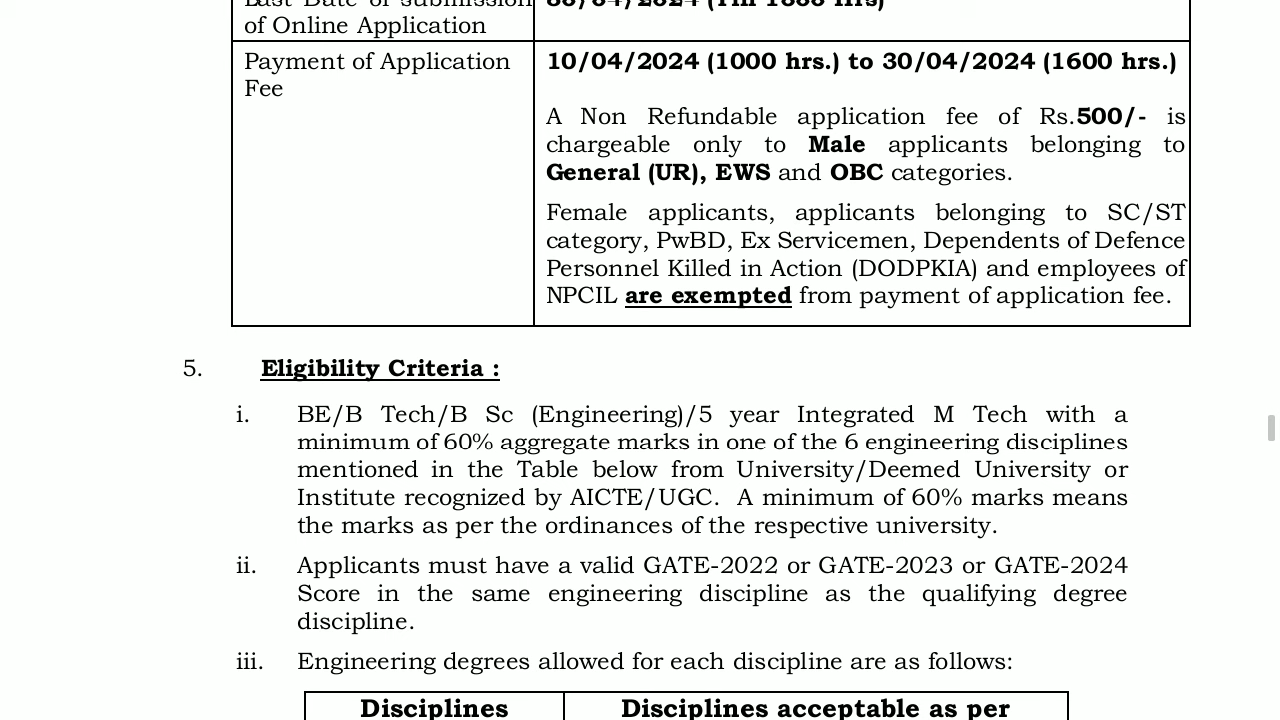 Last Date of submission
of Online Application
Payment of Application
Fee
10/04/2024 (1000 hrs.) to 30/04/2024 (1600 hrs.)
A Non Refundable application fee of Rs.500/- is
chargeable only to Male applicants belonging to
General (UR), EWS and OBC categories.
Female applicants, applicants belonging to SC/ST
category, PwBD, Ex Servicemen, Dependents of Defence
Personnel Killed in Action (DODPKIA) and employees of
NPCIL are exempted from payment of application fee.
5. Eligibility Criteria :
i. BE/B Tech/B Sc (Engineering)/5 year Integrated M Tech with a
minimum of 60% aggregate marks in one of the 6 engineering disciplines
mentioned in the Table below from University/Deemed University or
Institute recognized by AICTE/UGC. A minimum of 60% marks means
the marks as per the ordinances of the respective university.
ii. Applicants must have a valid GATE-2022 or GATE-2023 or GATE-2024
Score in the same engineering discipline as the qualifying degree
discipline.
iii. Engineering degrees allowed for each discipline are as follows:
Disciplines
Disciplines acceptable as per